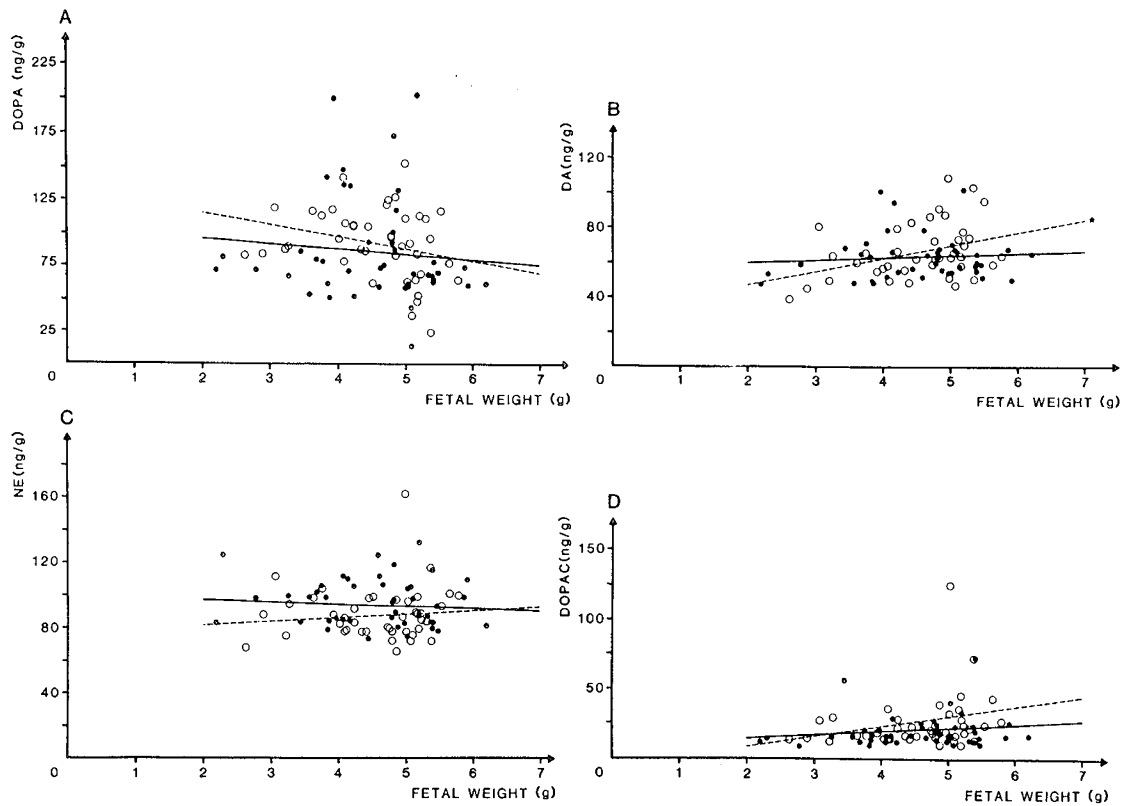 A
DOPA (ng/g)
225
175
125
75
25
0
1 2 3 4 5 6 7
FETAL WEIGHT (g)
B
DA(ng/g)
120
80
40
0
1 2 3 4 5 6 7
FETAL WEIGHT (g)
C
NE(ng/g)
160
120
80
40
0
1 2 3 4 5 6 7
FETAL WEIGHT (g)
D
DOPAC(ng/g)
150
100
50
0
1 2 3 4 5 6 7
FETAL WEIGHT (g)